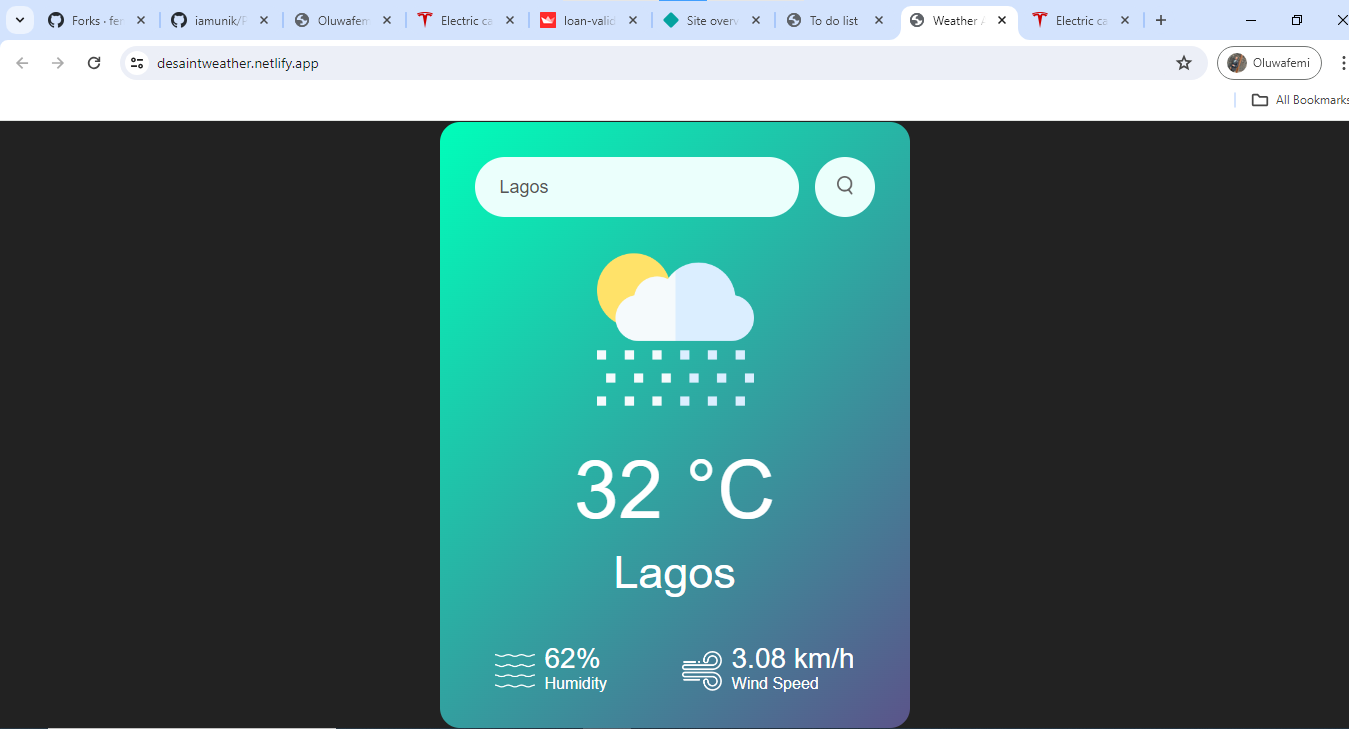 Forks · fer
iamunik/F
Oluwafem
Electric ca
loan-valid
Site overv
To do list
Weather A
Electric ca
desaintweather.netlify.app
Oluwafemi
All Bookmarks
Lagos
32 °C
Lagos
62%
Humidity
3.08 km/h
Wind Speed